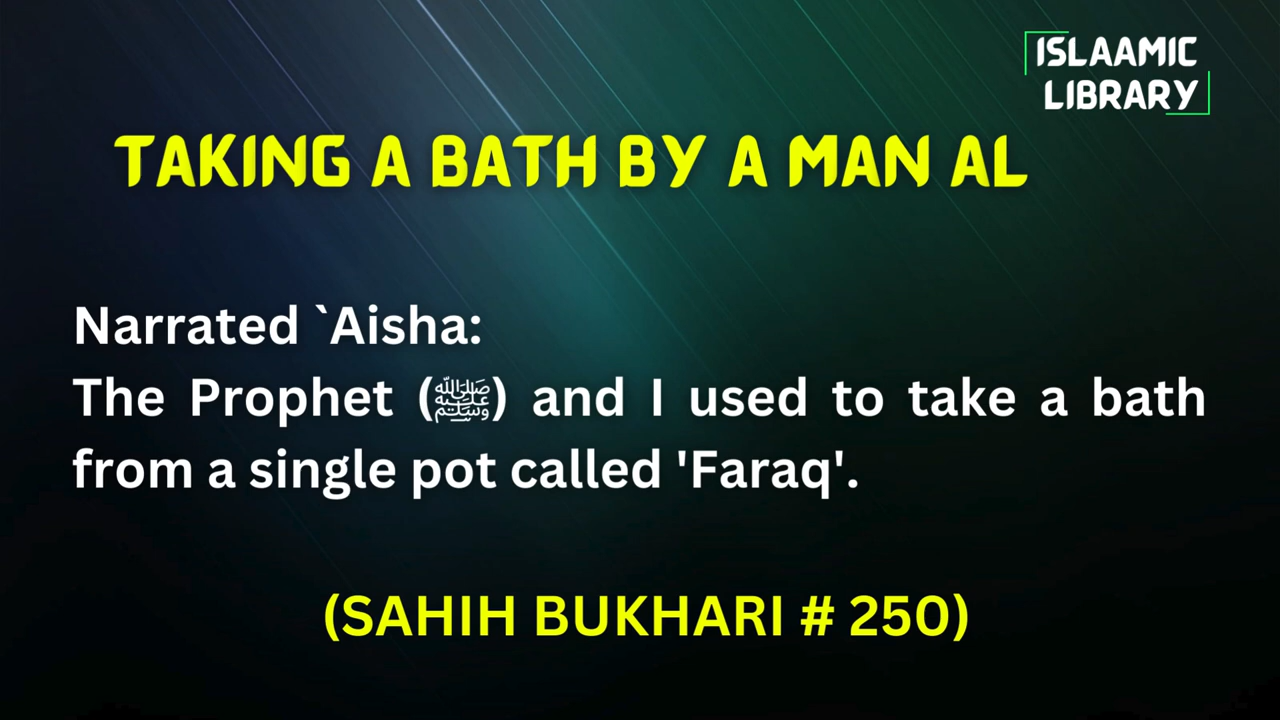 ISLAAMIC
LIBRARY
TAKING A BATH BY A MAN AL
Narrated `Aisha:
The Prophet (ﷺ) and I used to take a bath
from a single pot called 'Faraq'.
(SAHIH BUKHARI # 250)